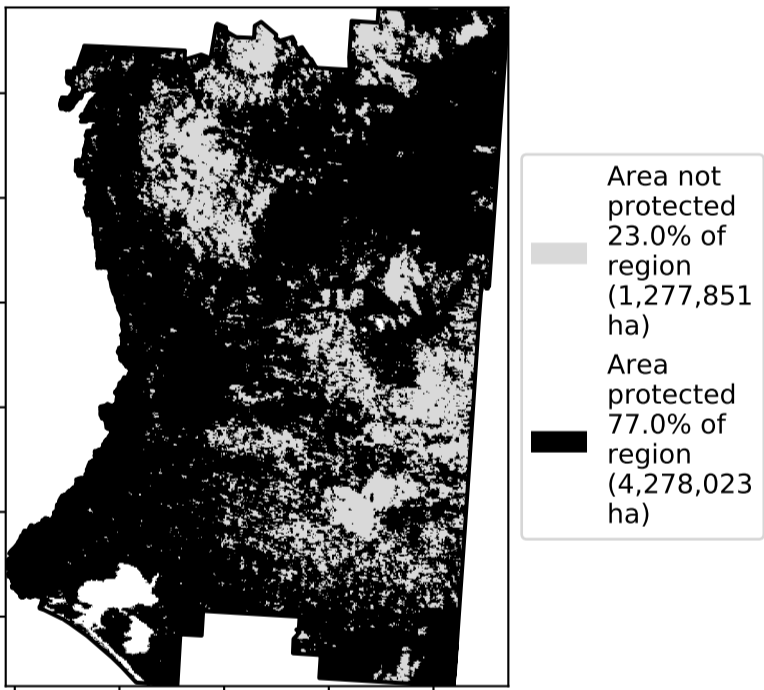 Area not
protected
23.0% of
region
(1,277,851
ha)
Area
protected
77.0% of
region
(4,278,023
ha)